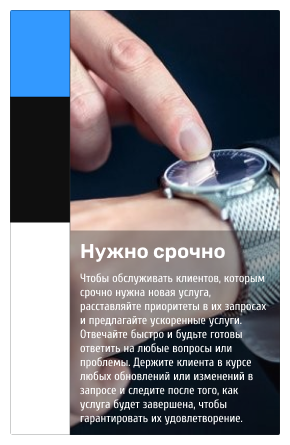 Нужно срочно
Чтобы обслуживать клиентов, которым
срочно нужна новая услуга,
расставляйте приоритеты в их запросах
и предлагайте ускоренные услуги.
Отвечайте быстро и будьте готовы
ответить на любые вопросы или
проблемы. Держите клиента в курсе
любых обновлений или изменений в
запросе и следите после того, как
услуга будет завершена, чтобы
гарантировать их удовлетворение.